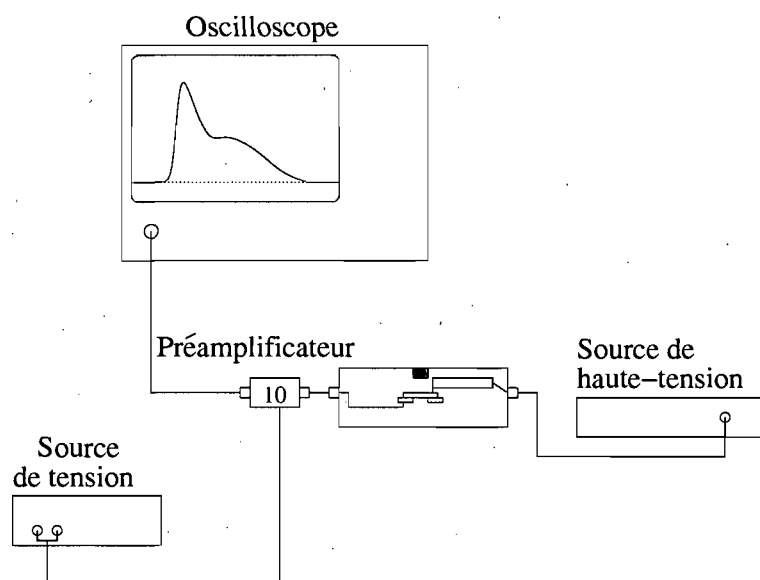 Oscilloscope
Préamplificateur
10
Source de
haute-tension
Source
de tension